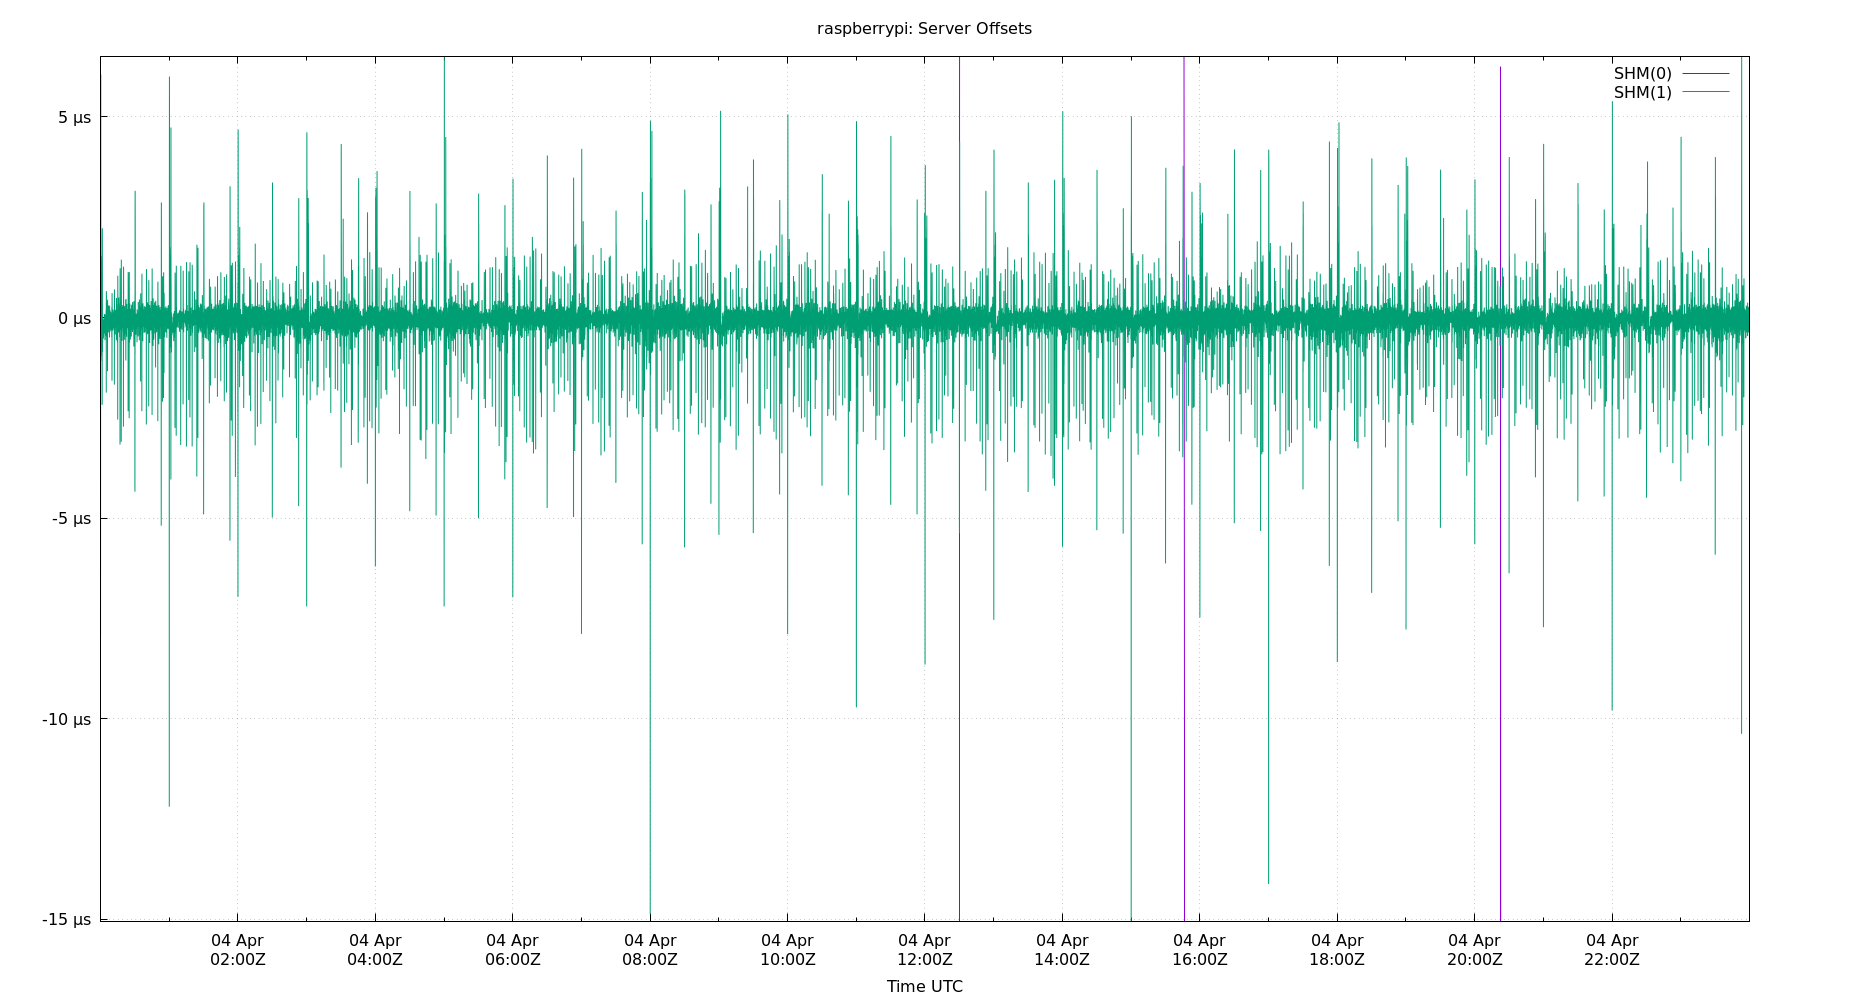 raspberrypi: Server Offsets
SHM(0)
SHM(1)
5 µs
0 µs
-5 µs
-10 µs
-15 µs
04 Apr 04 Apr 04 Apr 04 Apr 04 Apr 04 Apr 04 Apr 04 Apr 04 Apr 04 Apr 04 Apr
02:00Z 04:00Z 06:00Z 08:00Z 10:00Z 12:00Z 14:00Z 16:00Z 18:00Z 20:00Z 22:00Z
Time UTC